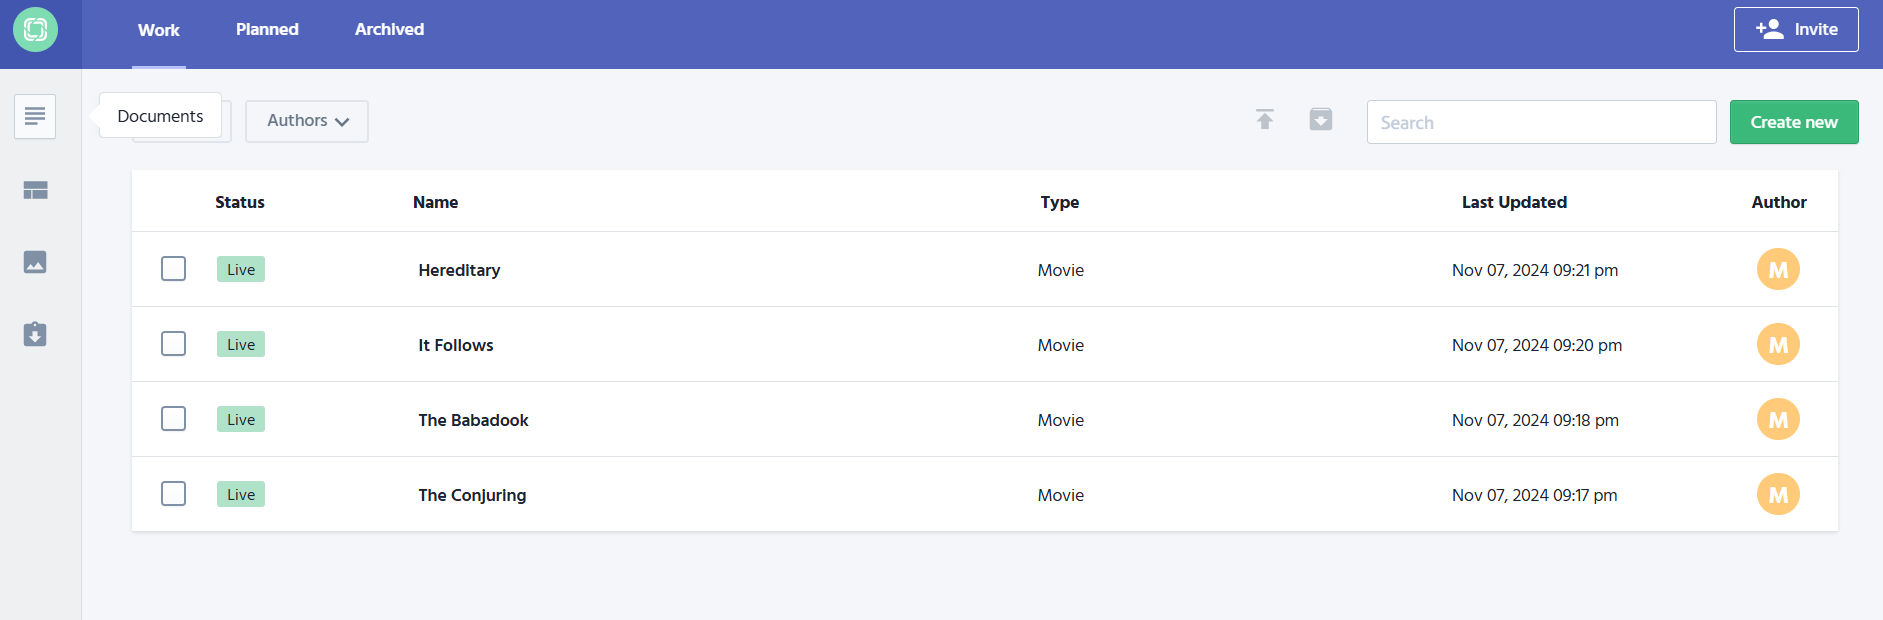 Work Planned Archived Invite
Documents Authors Search Create new
Status Name Type Last Updated Author
Live Hereditary Movie Nov 07, 2024 09:21 pm M
Live It Follows Movie Nov 07, 2024 09:20 pm M
Live The Babadook Movie Nov 07, 2024 09:18 pm M
Live The Conjuring Movie Nov 07, 2024 09:17 pm M